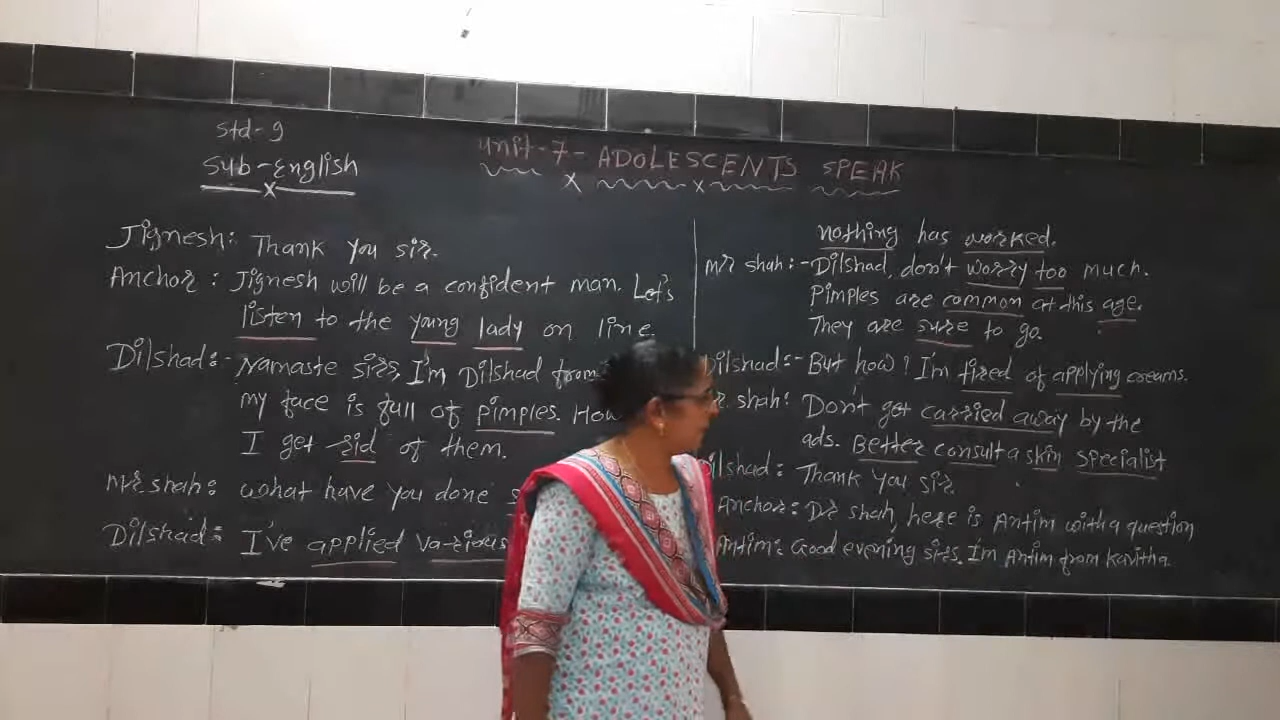 Std-9
Sub-English
Unit-7- ADOLESCENTS SPEAK
Jignesh: Thank you sir.
Anchor: Jignesh will be a confident man. Let's
listen to the young lady on line.
Dilshad:- Namaste sirs, I'm Dilshad from
my face is full of pimples. How
I get rid of them.
Mr shah: what have you done
Dilshad: I've applied various
nothing has worked.
Mr shah:- Dilshad, don't worry too much.
Pimples are common at this age.
They are sure to go.
Dilshad:- But how? I'm tired of applying creams.
r. shah: Don't get carried away by the
ads. Better consult a skin specialist
Dilshad: Thank you sir.
Anchor: Dr shah, here is Antim with a question
Antim: Good evening sirs. I'm Antim from Kavitha.